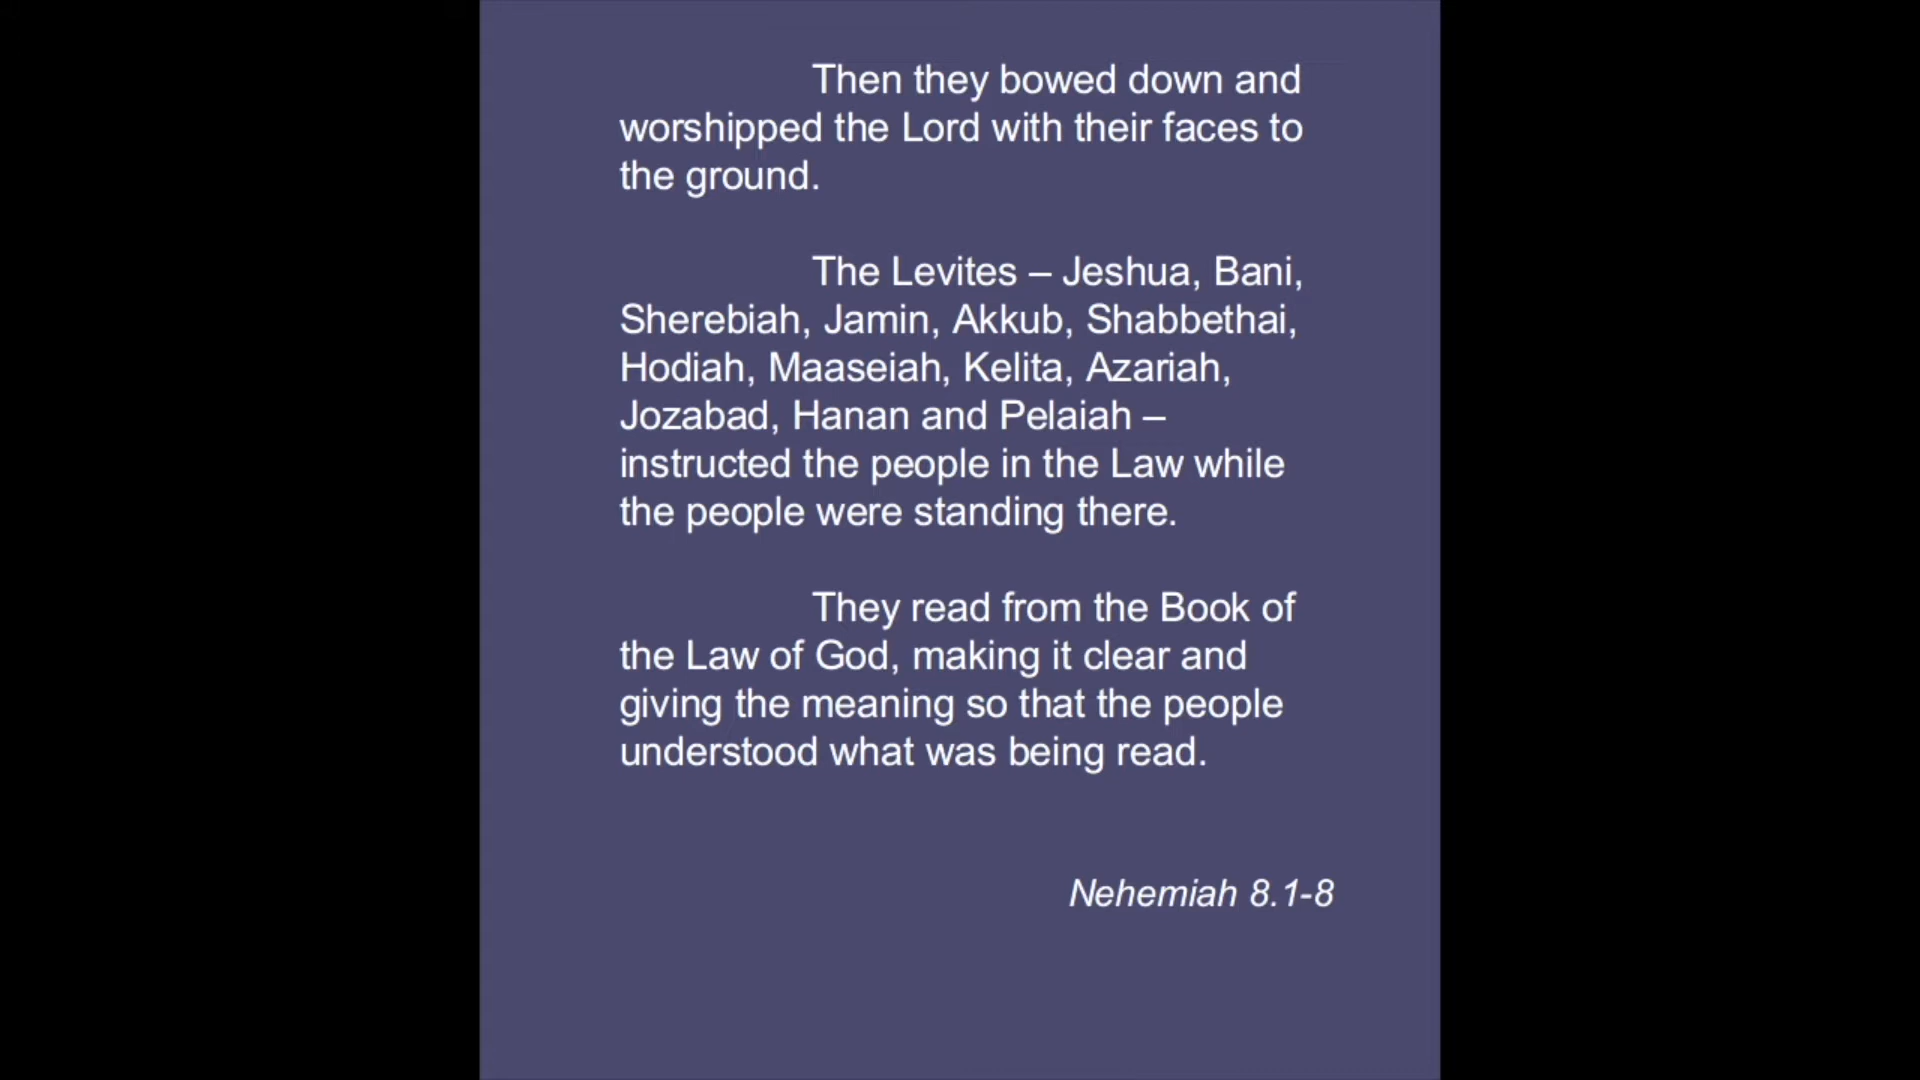 Then they bowed down and
worshipped the Lord with their faces to
the ground.
The Levites – Jeshua, Bani,
Sherebiah, Jamin, Akkub, Shabbethai,
Hodiah, Maaseiah, Kelita, Azariah,
Jozabad, Hanan and Pelaiah –
instructed the people in the Law while
the people were standing there.
They read from the Book of
the Law of God, making it clear and
giving the meaning so that the people
understood what was being read.
Nehemiah 8.1-8